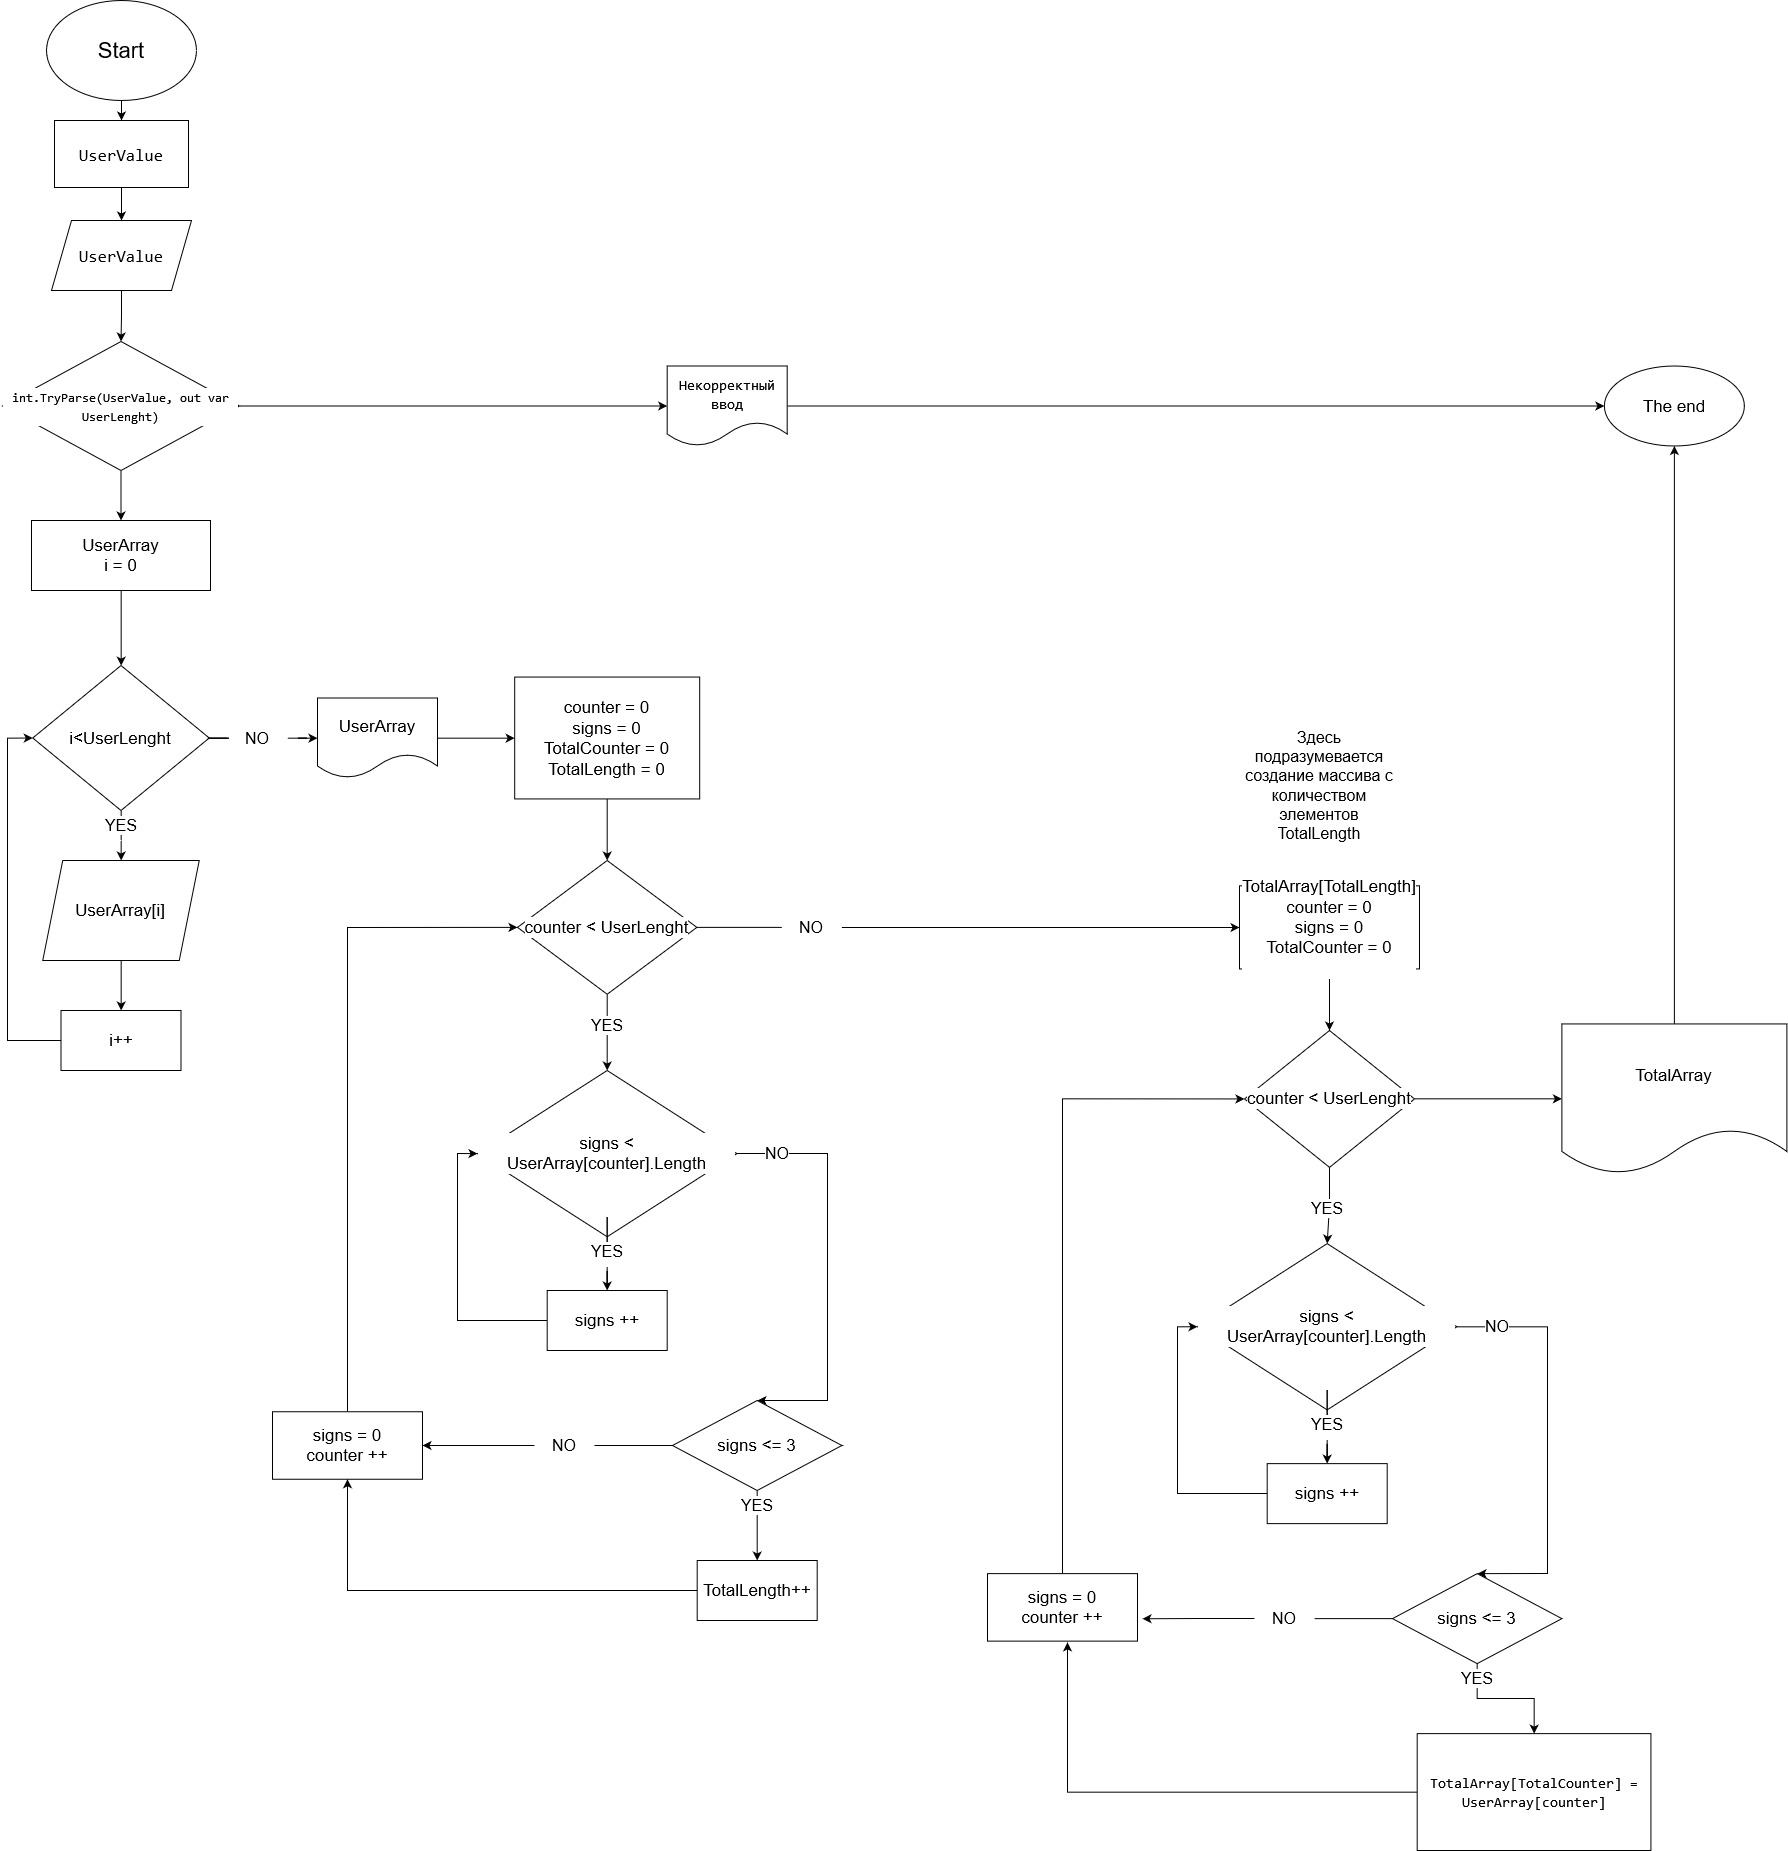 Start
UserValue
UserValue
int.TryParse(UserValue, out var
UserLenght)
Некорректный
ввод
The end
UserArray
i = 0
i<UserLenght
NO
YES
UserArray[i]
i++
UserArray
counter = 0
signs = 0
TotalCounter = 0
TotalLength = 0
counter < UserLenght
NO
YES
signs <
UserArray[counter].Length
NO
YES
signs ++
signs <= 3
NO
YES
signs = 0
counter ++
TotalLength++
Здесь
подразумевается
создание массива с
количеством
элементов
TotalLength
TotalArray[TotalLength]
counter = 0
signs = 0
TotalCounter = 0
counter < UserLenght
TotalArray
YES
signs <
UserArray[counter].Length
NO
YES
signs ++
signs = 0
counter ++
NO
signs <= 3
YES
TotalArray[TotalCounter] =
UserArray[counter]